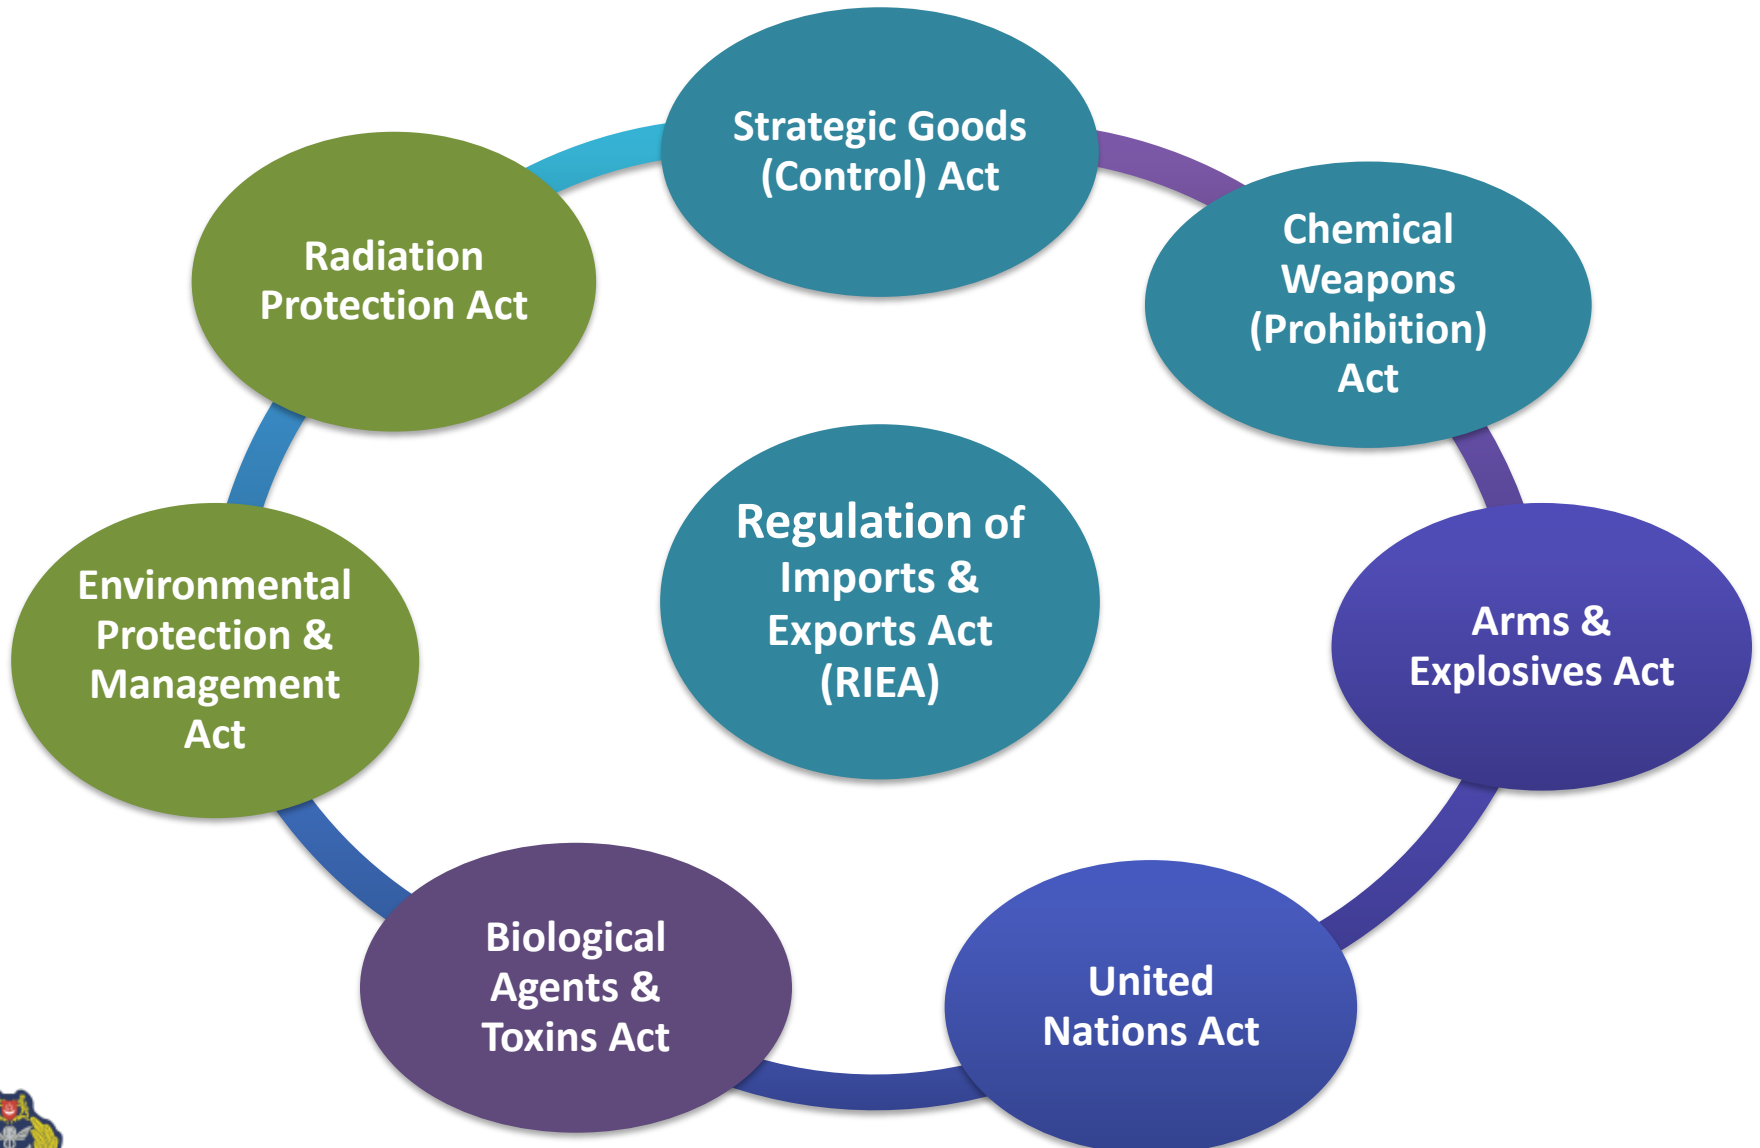 Strategic Goods
(Control) Act
Chemical
Weapons
(Prohibition)
Act
Arms &
Explosives Act
United
Nations Act
Biological
Agents &
Toxins Act
Environmental
Protection &
Management
Act
Radiation
Protection Act
Regulation of
Imports &
Exports Act
(RIEA)